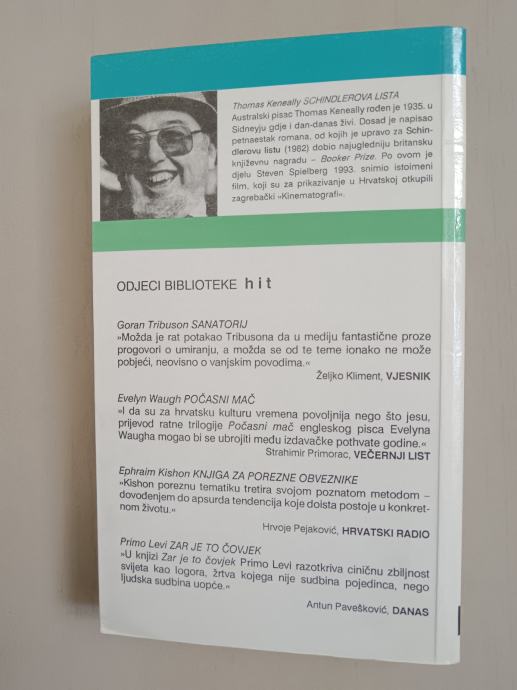 Thomas Keneally SCHINDLEROVA LISTA
Australski pisac Thomas Keneally rođen je 1935. u
Sidneyju gdje i dan-danas živi. Dosad je napisao
petnaestak romana, od kojih je upravo za Schin-
dlerovu listu (1982) dobio najugledniju britansku
književnu nagradu – Booker Prize. Po ovom je
djelu Steven Spielberg 1993. snimio istoimeni
film, koji su za prikazivanje u Hrvatskoj otkupili
zagrebački »Kinematografi«.
ODJECI BIBLIOTEKE hit
Goran Tribuson SANATORIJ
»Možda je rat potakao Tribusona da u mediju fantastične proze
progovori o umiranju, a možda se od te teme ionako ne može
pobjeći, neovisno o vanjskim povodima.«
Željko Kliment, VJESNIK
Evelyn Waugh POČASNI MAČ
»I da su za hrvatsku kulturu vremena povoljnija nego što jesu,
prijevod ratne trilogije Počasni mač engleskog pisca Evelyna
Waugha mogao bi se ubrojiti među izdavačke pothvate godine.«
Strahimir Primorac, VEČERNJI LIST
Ephraim Kishon KNJIGA ZA POREZNE OBVEZNIKE
»Kishon poreznu tematiku tretira svojom poznatom metodom –
dovođenjem do apsurda tendencija koje doista postoje u konkret-
nom životu.«
Hrvoje Pejaković, HRVATSKI RADIO
Primo Levi ZAR JE TO ČOVJEK
»U knjizi Zar je to čovjek Primo Levi razotkriva ciničnu zbiljnost
svijeta kao logora, žrtva kojega nije sudbina pojedinca, nego
ljudska sudbina uopće.«
Antun Pavešković, DANAS